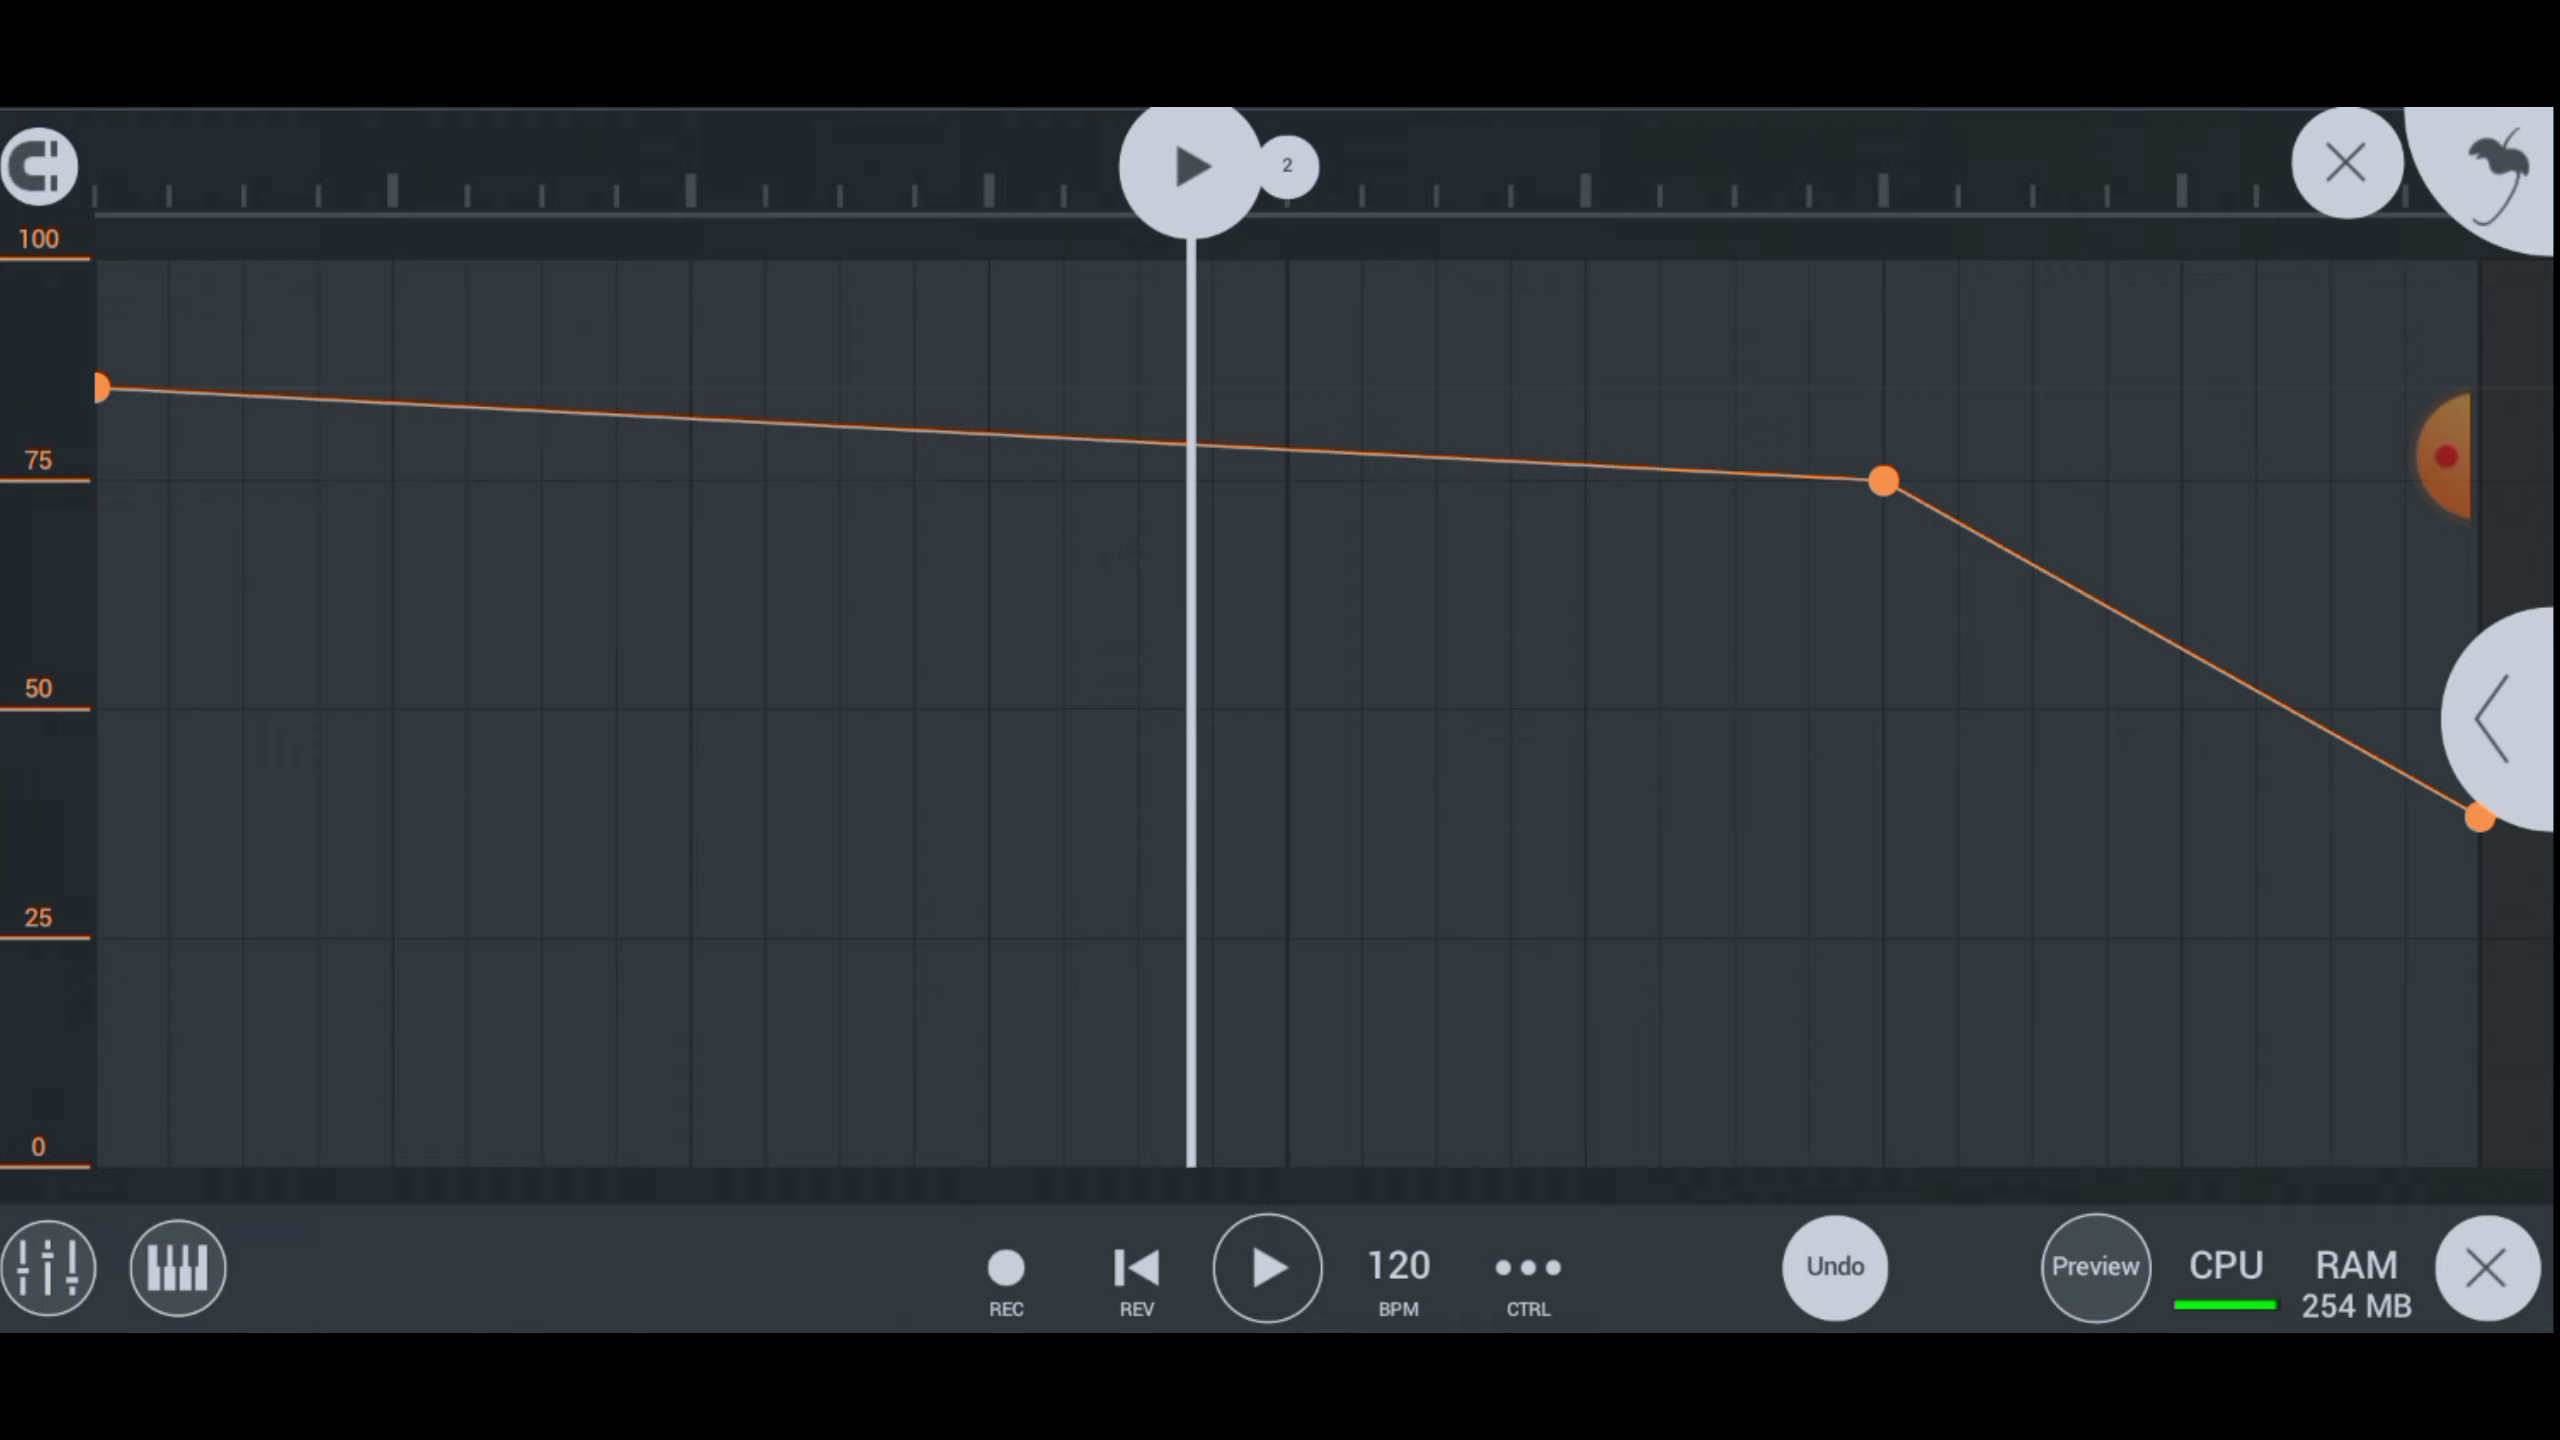 2
100
75
50
25
0
REC
REV
120
BPM
CTRL
Undo
Preview
CPU
RAM
254 MB